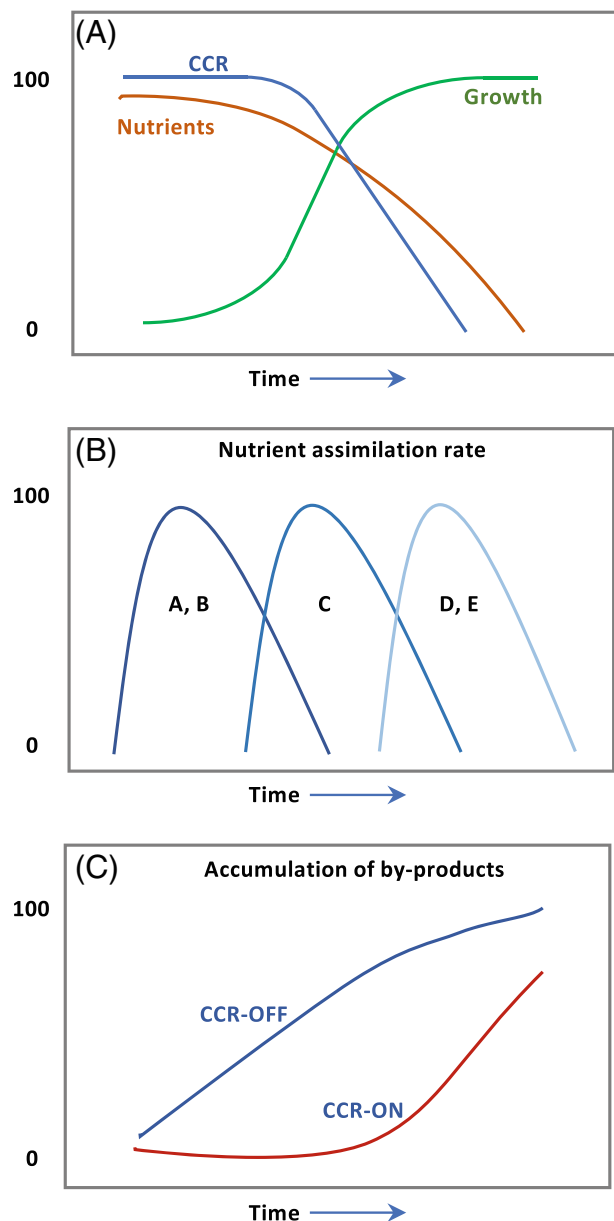 (A)
100
CCR
Growth
Nutrients
0
Time
(B)
Nutrient assimilation rate
100
A, B
C
D, E
0
Time
(C)
Accumulation of by-products
100
CCR-OFF
CCR-ON
0
Time